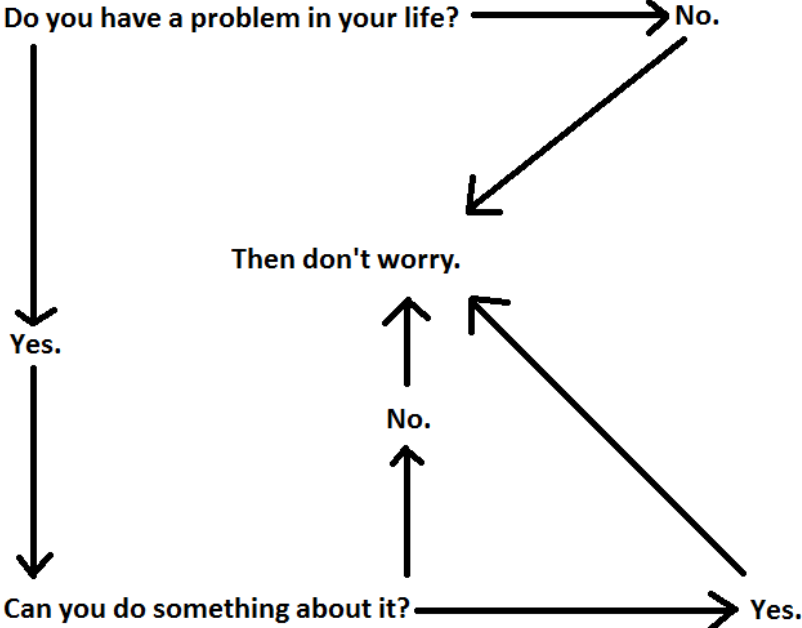 Do you have a problem in your life?
No.
Then don't worry.
Yes.
No.
Can you do something about it?
Yes.